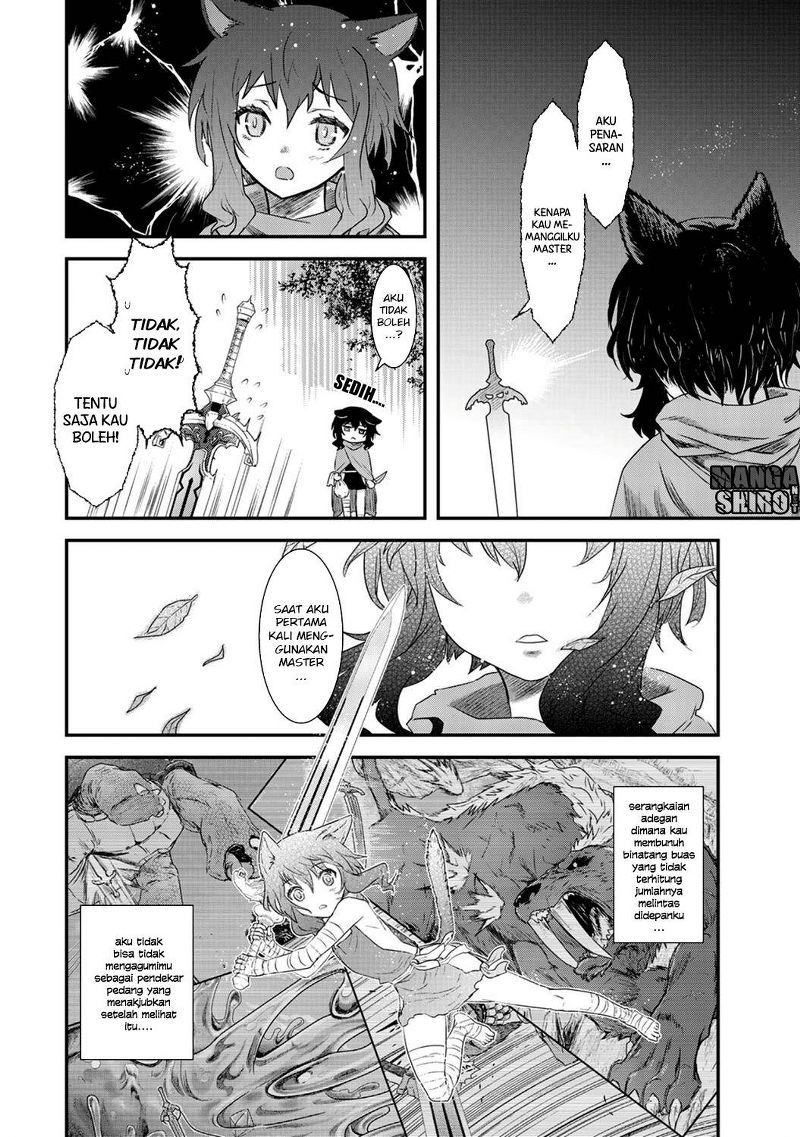 AKU
PENA-
SARAN
...
KENAPA
KAU ME-
MANGGILKU
MASTER
...
MANGA
SHIRO
NET
AKU
TIDAK
BOLEH
...?
SEDIH....
TIDAK,
TIDAK
TIDAK!
TENTU
SAJA KAU
BOLEH!
SAAT AKU
PERTAMA
KALI MENG-
GUNAKAN
MASTER
...
serangkaian
adegan
dimana kau
membunuh
binatang buas
yang tidak
terhitung
jumlahnya
melintas
didepanku
...
aku tidak
bisa tidak
mengagumimu
sebagai pendekar
pedang yang
menakjubkan
setelah melihat
itu....